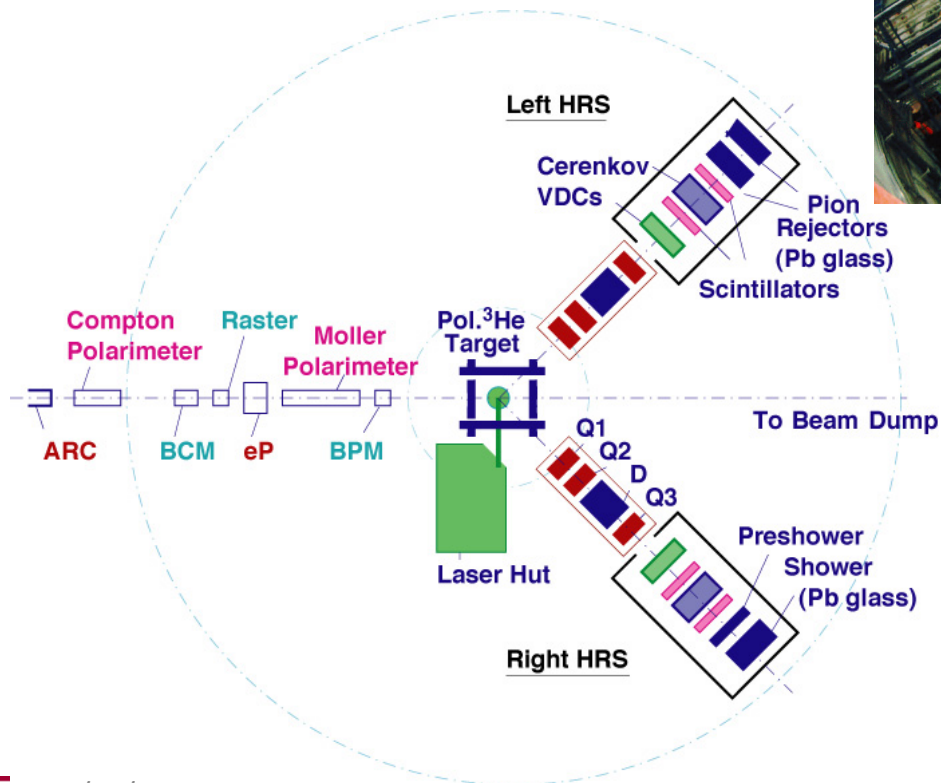 Left HRS
Cerenkov
VDCs
Pion
Rejectors
(Pb glass)
Scintillators
Compton
Polarimeter
Raster
Moller
Polarimeter
Pol.³He
Target
To Beam Dump
ARC
BCM
eP
BPM
Q1
Q2
D
Q3
Preshower
Shower
(Pb glass)
Laser Hut
Right HRS